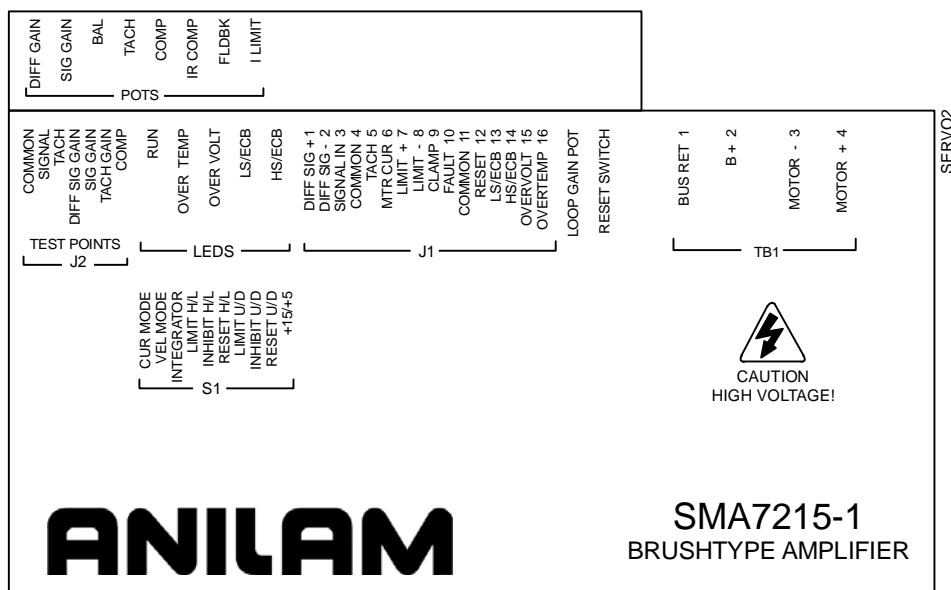 DIFF GAIN
SIG GAIN
BAL
TACH
COMP
IR COMP
FLDBK
I LIMIT
POTS
COMMON
SIGNAL
TACH
DIFF SIG GAIN
SIG GAIN
TACH GAIN
COMP
TEST POINTS
J2
RUN
OVER TEMP
OVER VOLT
LS/ECB
HS/ECB
LEDS
DIFF SIG + 1
DIFF SIG - 2
SIGNAL IN 3
COMMON 4
TACH 5
MTR CUR 6
LIMIT + 7
LIMIT - 8
CLAMP 9
FAULT 10
COMMON 11
RESET 12
LS/ECB 13
HS/ECB 14
OVERVOLT 15
OVERTEMP 16
J1
LOOP GAIN POT
RESET SWITCH
BUS RET 1
B + 2
MOTOR - 3
MOTOR + 4
TB1
SERVO2
CUR MODE
VEL MODE
INTEGRATOR
LIMIT H/L
INHIBIT H/L
RESET H/L
LIMIT U/D
INHIBIT U/D
RESET U/D
+15/+5
S1
CAUTION
HIGH VOLTAGE!
ANILAM
SMA7215-1
BRUSHTYPE AMPLIFIER